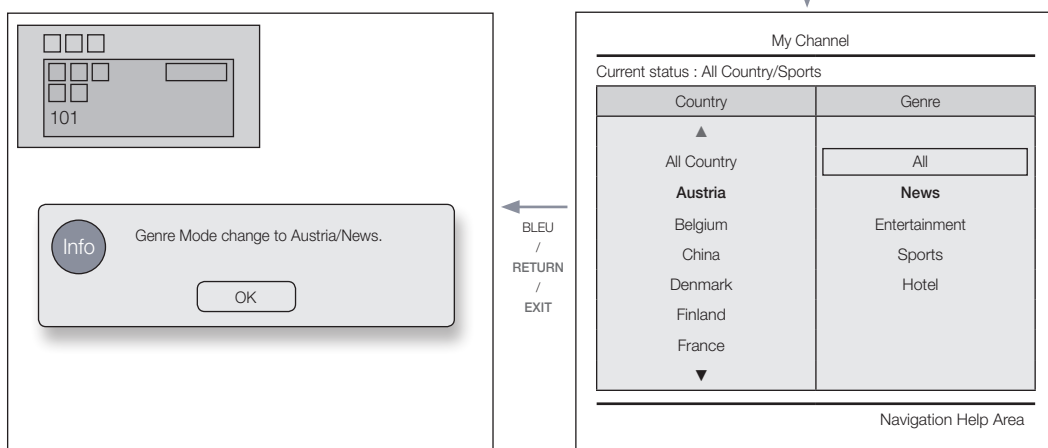 101
Info
Genre Mode change to Austria/News.
OK
BLEU
/
RETURN
/
EXIT
My Channel
Current status : All Country/Sports
Country Genre
▲
All Country All
Austria News
Belgium Entertainment
China Sports
Denmark Hotel
Finland
France
▼
Navigation Help Area